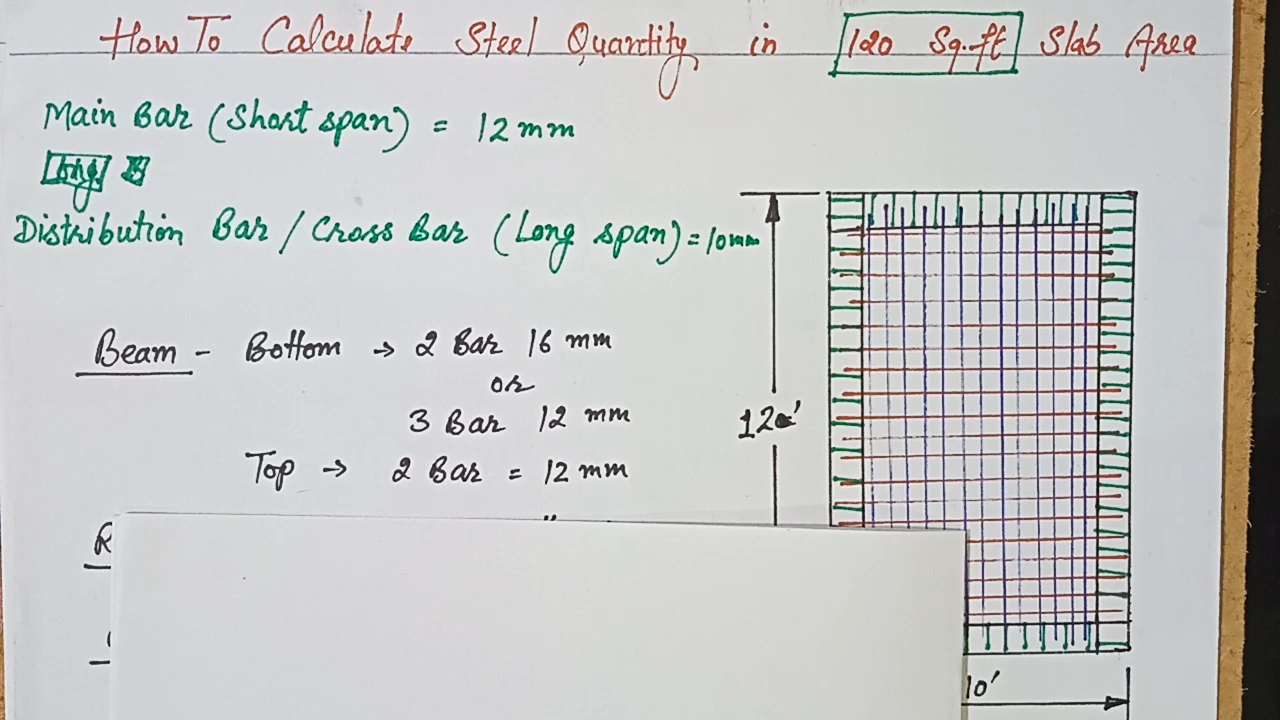 How To Calculate Steel Quantity in 120 Sq.ft Slab Area
Main Bar (Short span) = 12 mm
Distribution Bar / Cross Bar (Long span) = 10mm
Beam - Bottom → 2 Bar 16 mm
or
3 Bar 12 mm
Top → 2 Bar = 12 mm
R
12'
10'